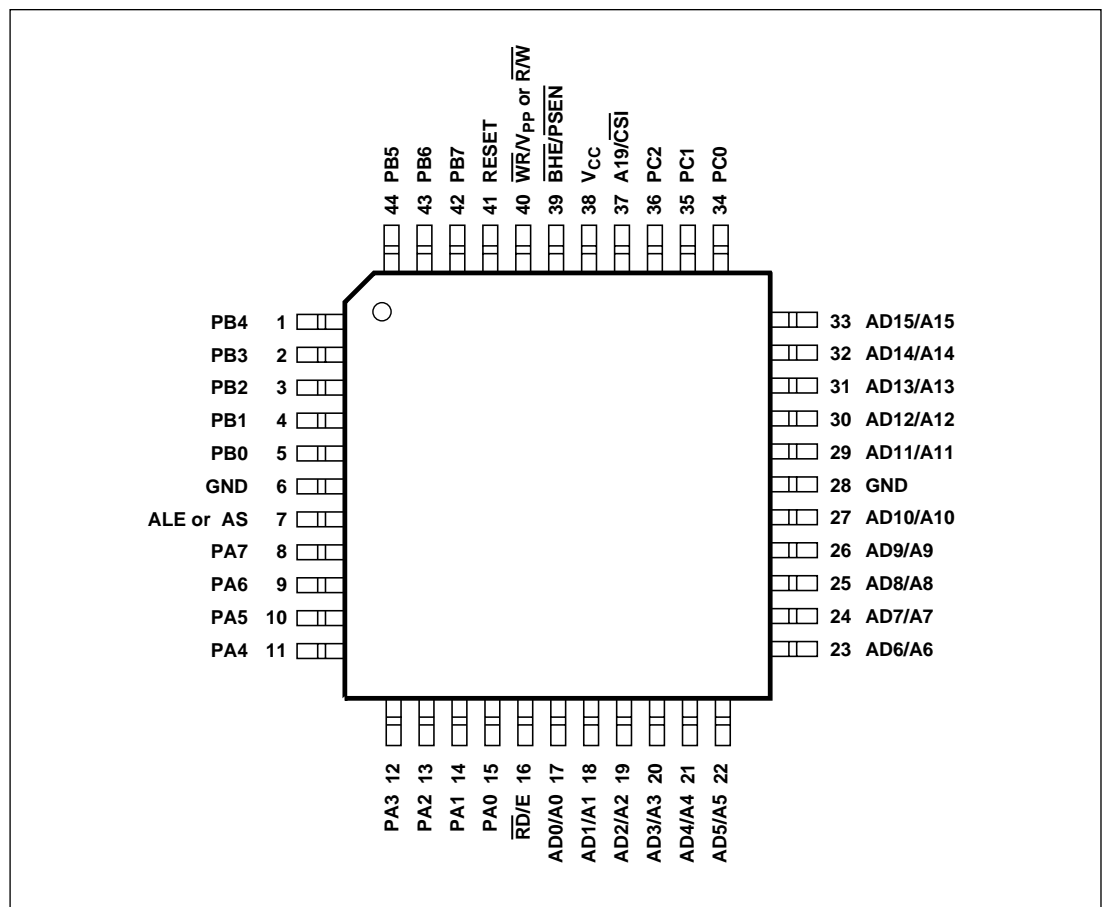 44 PB5
43 PB6
42 PB7
41 RESET
40 W̅R̅/VPP or R̅/̅W̅
39 B̅H̅E̅/P̅S̅E̅N̅
38 VCC
37 A19/C̅S̅I̅
36 PC2
35 PC1
34 PC0
PB4 1
PB3 2
PB2 3
PB1 4
PB0 5
GND 6
ALE or AS 7
PA7 8
PA6 9
PA5 10
PA4 11
33 AD15/A15
32 AD14/A14
31 AD13/A13
30 AD12/A12
29 AD11/A11
28 GND
27 AD10/A10
26 AD9/A9
25 AD8/A8
24 AD7/A7
23 AD6/A6
PA3 12
PA2 13
PA1 14
PA0 15
R̅D̅/E 16
AD0/A0 17
AD1/A1 18
AD2/A2 19
AD3/A3 20
AD4/A4 21
AD5/A5 22